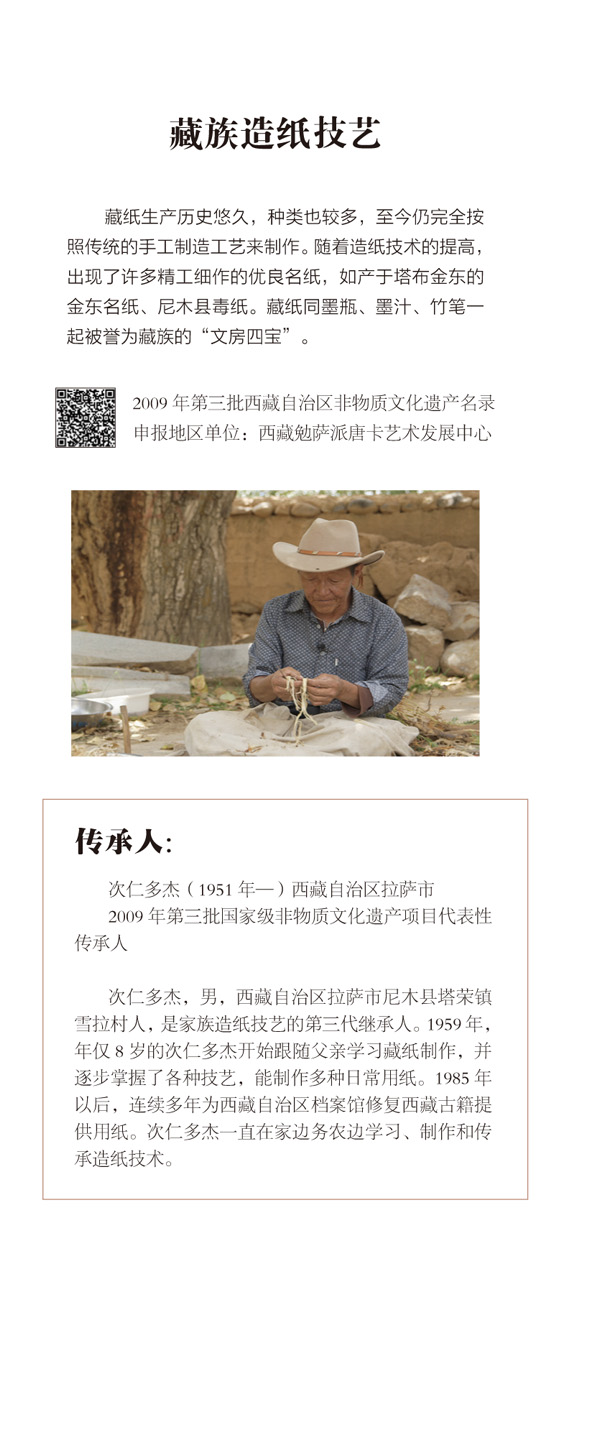 藏族造纸技艺
藏纸生产历史悠久，种类也较多，至今仍完全按
照传统的手工制造工艺来制作。随着造纸技术的提高，
出现了许多精工细作的优良名纸，如产于塔布金东的
金东名纸、尼木县毒纸。藏纸同墨瓶、墨汁、竹笔一
起被誉为藏族的“文房四宝”。
2009 年第三批西藏自治区非物质文化遗产名录
申报地区单位：西藏勉萨派唐卡艺术发展中心
传承人：
次仁多杰（1951 年—）西藏自治区拉萨市
2009 年第三批国家级非物质文化遗产项目代表性
传承人
次仁多杰，男，西藏自治区拉萨市尼木县塔荣镇
雪拉村人，是家族造纸技艺的第三代继承人。1959 年，
年仅 8 岁的次仁多杰开始跟随父亲学习藏纸制作，并
逐步掌握了各种技艺，能制作多种日常用纸。1985 年
以后，连续多年为西藏自治区档案馆修复西藏古籍提
供用纸。次仁多杰一直在家边务农边学习、制作和传
承造纸技术。